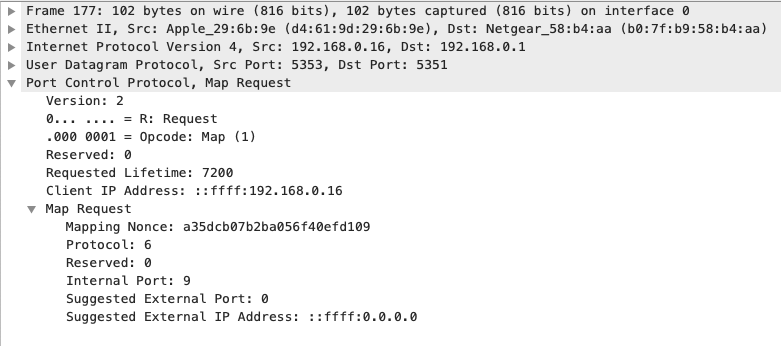 Frame 177: 102 bytes on wire (816 bits), 102 bytes captured (816 bits) on interface 0
Ethernet II, Src: Apple_29:6b:9e (d4:61:9d:29:6b:9e), Dst: Netgear_58:b4:aa (b0:7f:b9:58:b4:aa)
Internet Protocol Version 4, Src: 192.168.0.16, Dst: 192.168.0.1
User Datagram Protocol, Src Port: 5353, Dst Port: 5351
Port Control Protocol, Map Request
Version: 2
0... .... = R: Request
.000 0001 = Opcode: Map (1)
Reserved: 0
Requested Lifetime: 7200
Client IP Address: ::ffff:192.168.0.16
Map Request
Mapping Nonce: a35dcb07b2ba056f40efd109
Protocol: 6
Reserved: 0
Internal Port: 9
Suggested External Port: 0
Suggested External IP Address: ::ffff:0.0.0.0